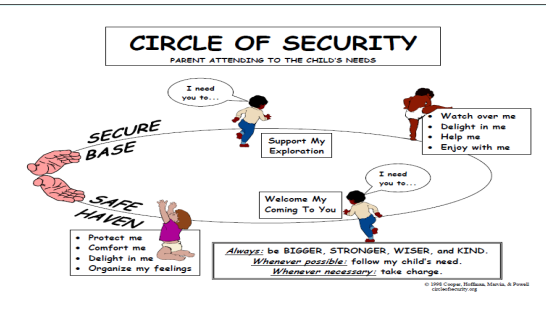 CIRCLE OF SECURITY
PARENT ATTENDING TO THE CHILD'S NEEDS
I need
you to...
SECURE
BASE
Support My
Exploration
• Watch over me
• Delight in me
• Help me
• Enjoy with me
I need
you to...
Welcome My
Coming To You
SAFE
HAVEN
• Protect me
• Comfort me
• Delight in me
• Organize my feelings
Always: be BIGGER, STRONGER, WISER, and KIND.
Whenever possible: follow my child's need.
Whenever necessary: take charge.
© 1998 Cooper, Hoffman, Marvin, & Powell
circleofsecurity.org